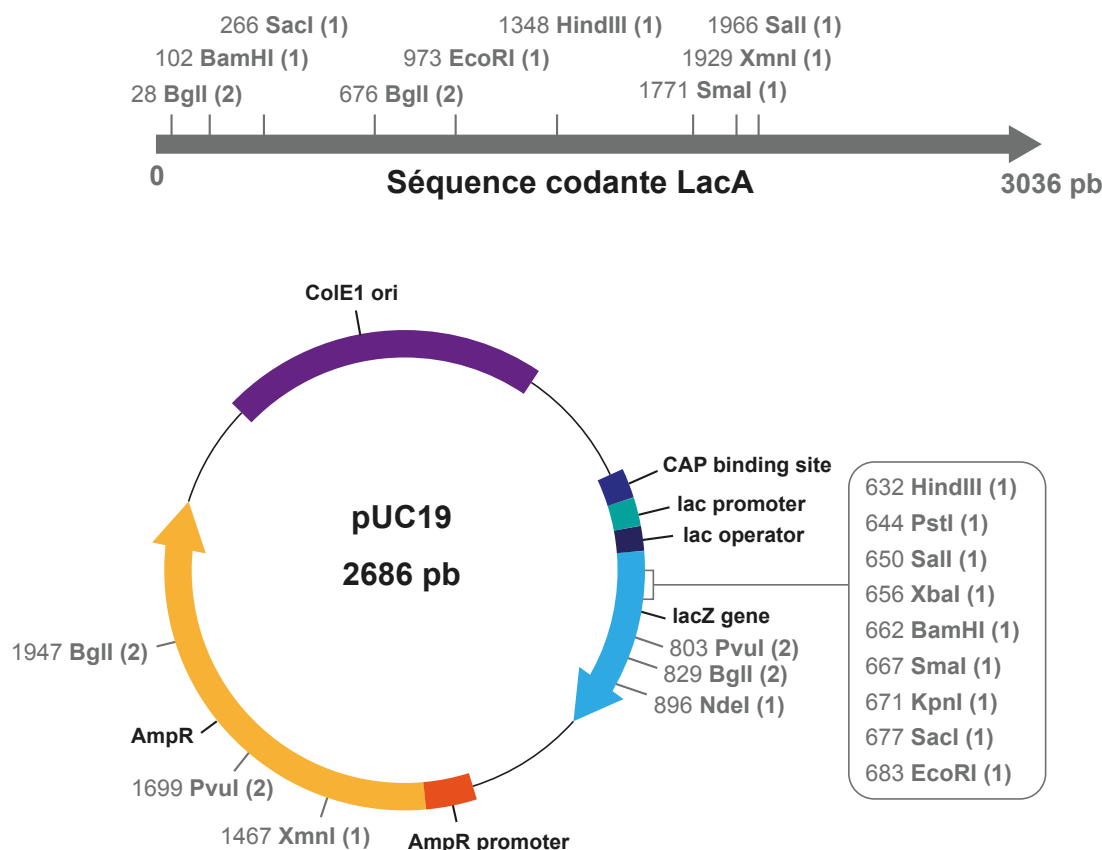 266 SacI (1)
1348 HindIII (1)
1966 SalI (1)
102 BamHI (1)
973 EcoRI (1)
1929 XmnI (1)
28 BglI (2)
676 BglI (2)
1771 SmaI (1)
0
Séquence codante LacA
3036 pb
ColE1 ori
CAP binding site
lac promoter
lac operator
pUC19
2686 pb
632 HindIII (1)
644 PstI (1)
650 SalI (1)
656 XbaI (1)
662 BamHI (1)
667 SmaI (1)
671 KpnI (1)
677 SacI (1)
683 EcoRI (1)
lacZ gene
803 PvuI (2)
829 BglI (2)
896 NdeI (1)
1947 BglI (2)
AmpR
1699 PvuI (2)
1467 XmnI (1)
AmpR promoter